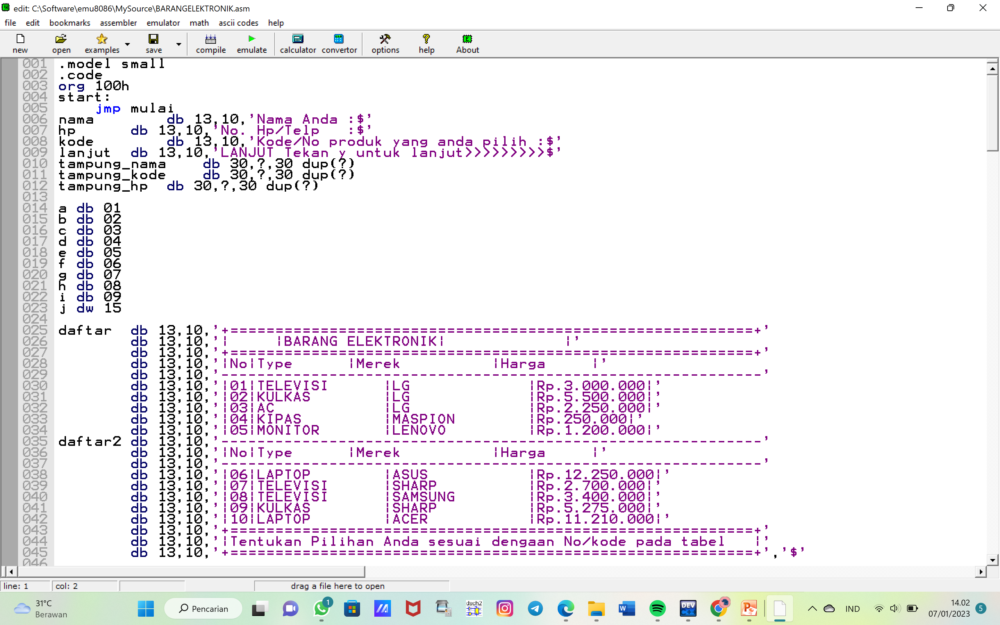 edit: C:\Software\emu8086\MySource\BARANGELEKTRONIK.asm
file edit bookmarks assembler emulator math ascii codes help
new open examples save compile emulate calculator convertor options help About
001 .model small
002 .code
003 org 100h
004 start:
005     jmp mulai
006 nama        db 13,10,'Nama Anda :$'
007 hp      db 13,10,'No. Hp/Telp   :$'
008 kode        db 13,10,'Kode/No produk yang anda pilih :$'
009 lanjut  db 13,10,'LANJUT Tekan y untuk lanjut>>>>>>>>>$'
010 tampung_nama    db 30,?,30 dup(?)
011 tampung_kode    db 30,?,30 dup(?)
012 tampung_hp  db 30,?,30 dup(?)
013
014 a db 01
015 b db 02
016 c db 03
017 d db 04
018 e db 05
019 f db 06
020 g db 07
021 h db 08
022 i db 09
023 j dw 15
024
025 daftar  db 13,10,'+==========================================================+'
026         db 13,10,'|     |BARANG ELEKTRONIK|             |'
027         db 13,10,'+==========================================================+'
028         db 13,10,'|No|Type      |Merek          |Harga     |'
029         db 13,10,'------------------------------------------------------------'
030         db 13,10,'|01|TELEVISI      |LG             |Rp.3.000.000|'
031         db 13,10,'|02|KULKAS        |LG             |Rp.5.500.000|'
032         db 13,10,'|03|AC            |LG             |Rp.2.250.000|'
033         db 13,10,'|04|KIPAS         |MASPION        |Rp.250.000|'
034         db 13,10,'|05|MONITOR       |LENOVO         |Rp.1.200.000|'
035 daftar2 db 13,10,'------------------------------------------------------------'
036         db 13,10,'|No|Type      |Merek          |Harga     |'
037         db 13,10,'------------------------------------------------------------'
038         db 13,10,'|06|LAPTOP        |ASUS           |Rp.12.250.000|'
039         db 13,10,'|07|TELEVISI      |SHARP          |Rp.2.700.000|'
040         db 13,10,'|08|TELEVISI      |SAMSUNG        |Rp.3.400.000|'
041         db 13,10,'|09|KULKAS        |SHARP          |Rp.5.275.000|'
042         db 13,10,'|10|LAPTOP        |ACER           |Rp.11.210.000|'
043         db 13,10,'+==========================================================+'
044         db 13,10,'|Tentukan Pilihan Anda sesuai dengaan No/kode pada tabel   |'
045         db 13,10,'+==========================================================+','$'
046
line: 1 col: 2 drag a file here to open
31°C
Berawan
Pencarian
1
dsch2
DEV C++
IND
14.02
07/01/2023
5